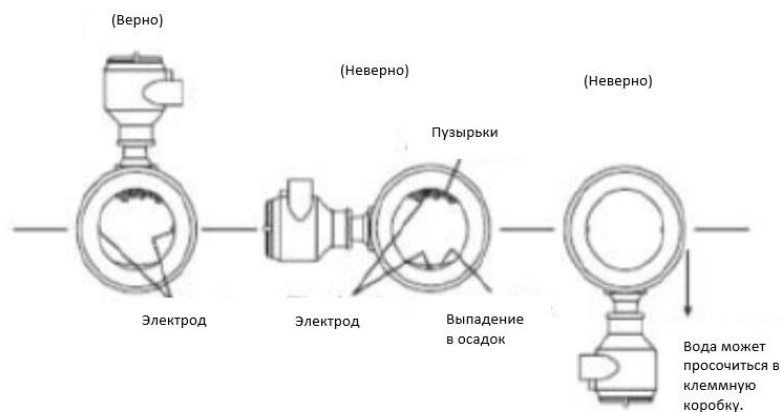 (Верно)
(Неверно)
(Неверно)
Пузырьки
Электрод
Электрод
Выпадение
в осадок
Вода может
просочиться в
клеммную
коробку.